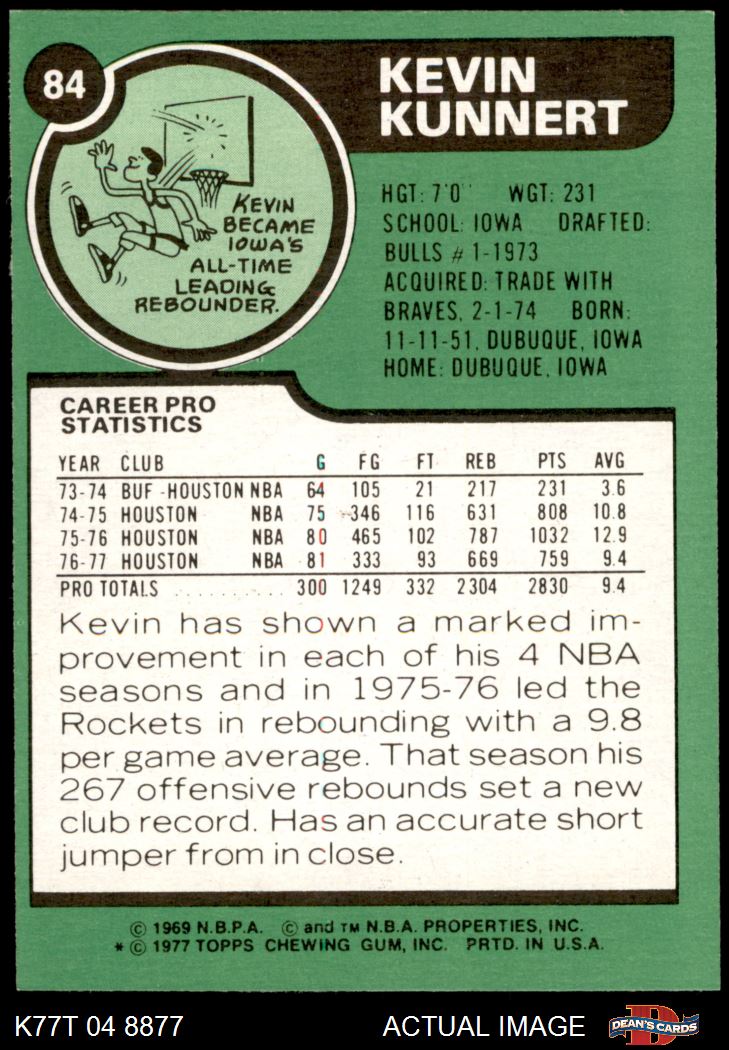 84
KEVIN
KUNNERT
KEVIN
BECAME
IOWA'S
ALL-TIME
LEADING
REBOUNDER.
HGT: 7'0" WGT: 231
SCHOOL: IOWA DRAFTED:
BULLS # 1-1973
ACQUIRED: TRADE WITH
BRAVES, 2-1-74 BORN:
11-11-51, DUBUQUE, IOWA
HOME: DUBUQUE, IOWA
CAREER PRO
STATISTICS
YEAR CLUB G FG FT REB PTS AVG
73-74 BUF-HOUSTON NBA 64 105 21 217 231 3.6
74-75 HOUSTON NBA 75 346 116 631 808 10.8
75-76 HOUSTON NBA 80 465 102 787 1032 12.9
76-77 HOUSTON NBA 81 333 93 669 759 9.4
PRO TOTALS .......... 300 1249 332 2304 2830 9.4
Kevin has shown a marked im-
provement in each of his 4 NBA
seasons and in 1975-76 led the
Rockets in rebounding with a 9.8
per game average. That season his
267 offensive rebounds set a new
club record. Has an accurate short
jumper from in close.
© 1969 N.B.P.A. © and TM N.B.A. PROPERTIES, INC.
* © 1977 TOPPS CHEWING GUM, INC. PRTD. IN U.S.A.
K77T 04 8877 ACTUAL IMAGE D DEAN'S CARDS